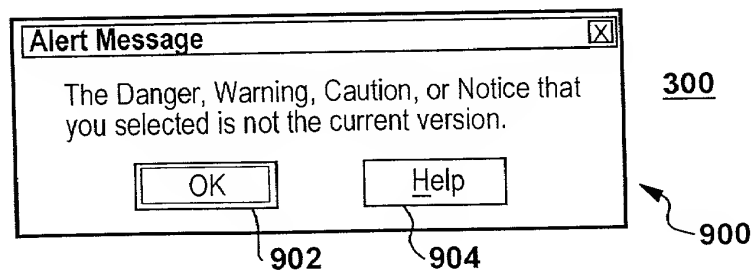 Alert Message X
The Danger, Warning, Caution, or Notice that
you selected is not the current version.
300
OK Help
902 904 900